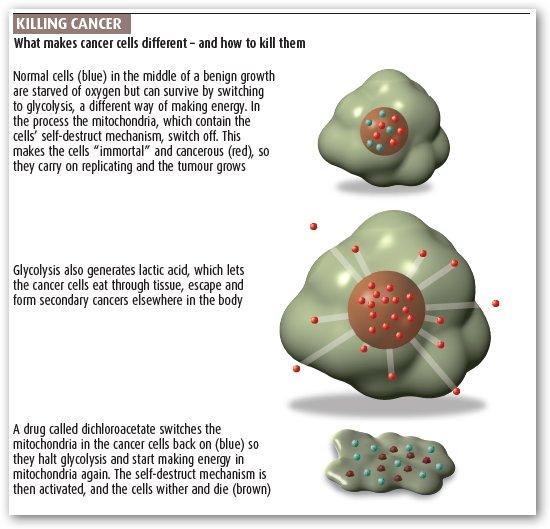 KILLING CANCER
What makes cancer cells different – and how to kill them
Normal cells (blue) in the middle of a benign growth
are starved of oxygen but can survive by switching
to glycolysis, a different way of making energy. In
the process the mitochondria, which contain the
cells’ self-destruct mechanism, switch off. This
makes the cells “immortal” and cancerous (red), so
they carry on replicating and the tumour grows
Glycolysis also generates lactic acid, which lets
the cancer cells eat through tissue, escape and
form secondary cancers elsewhere in the body
A drug called dichloroacetate switches the
mitochondria in the cancer cells back on (blue) so
they halt glycolysis and start making energy in
mitochondria again. The self-destruct mechanism is
then activated, and the cells wither and die (brown)